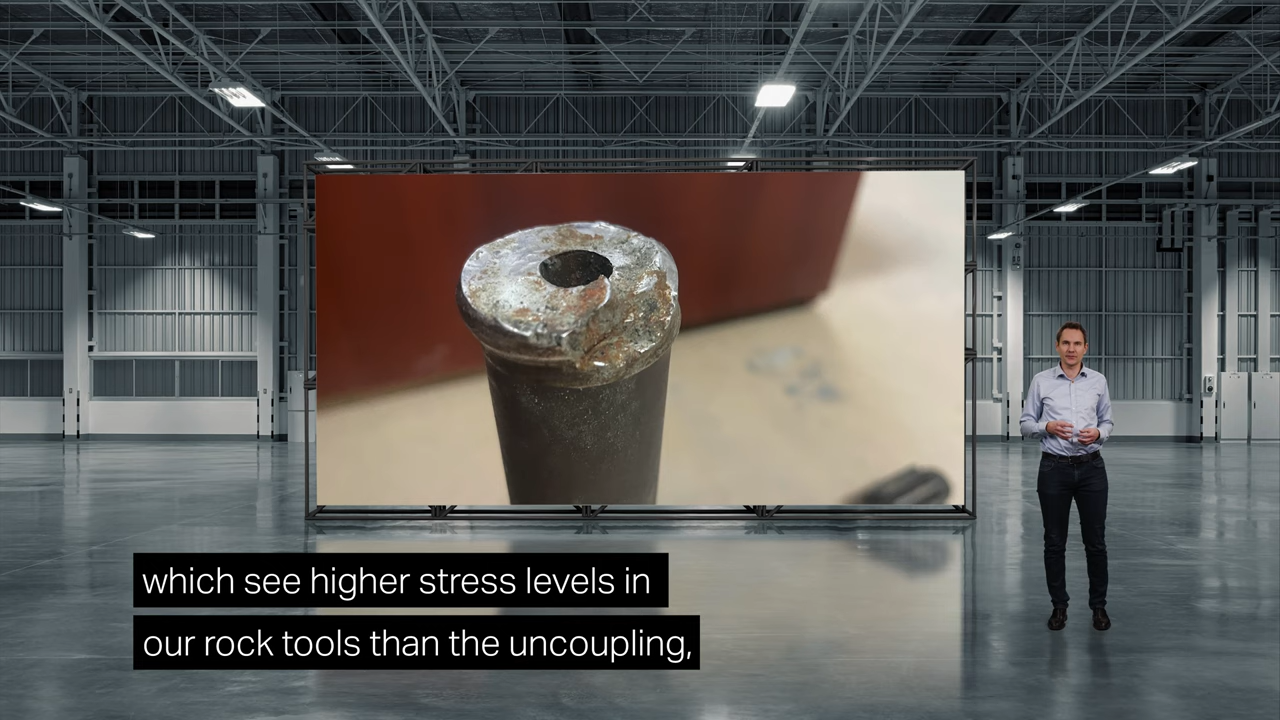 which see higher stress levels in
our rock tools than the uncoupling,